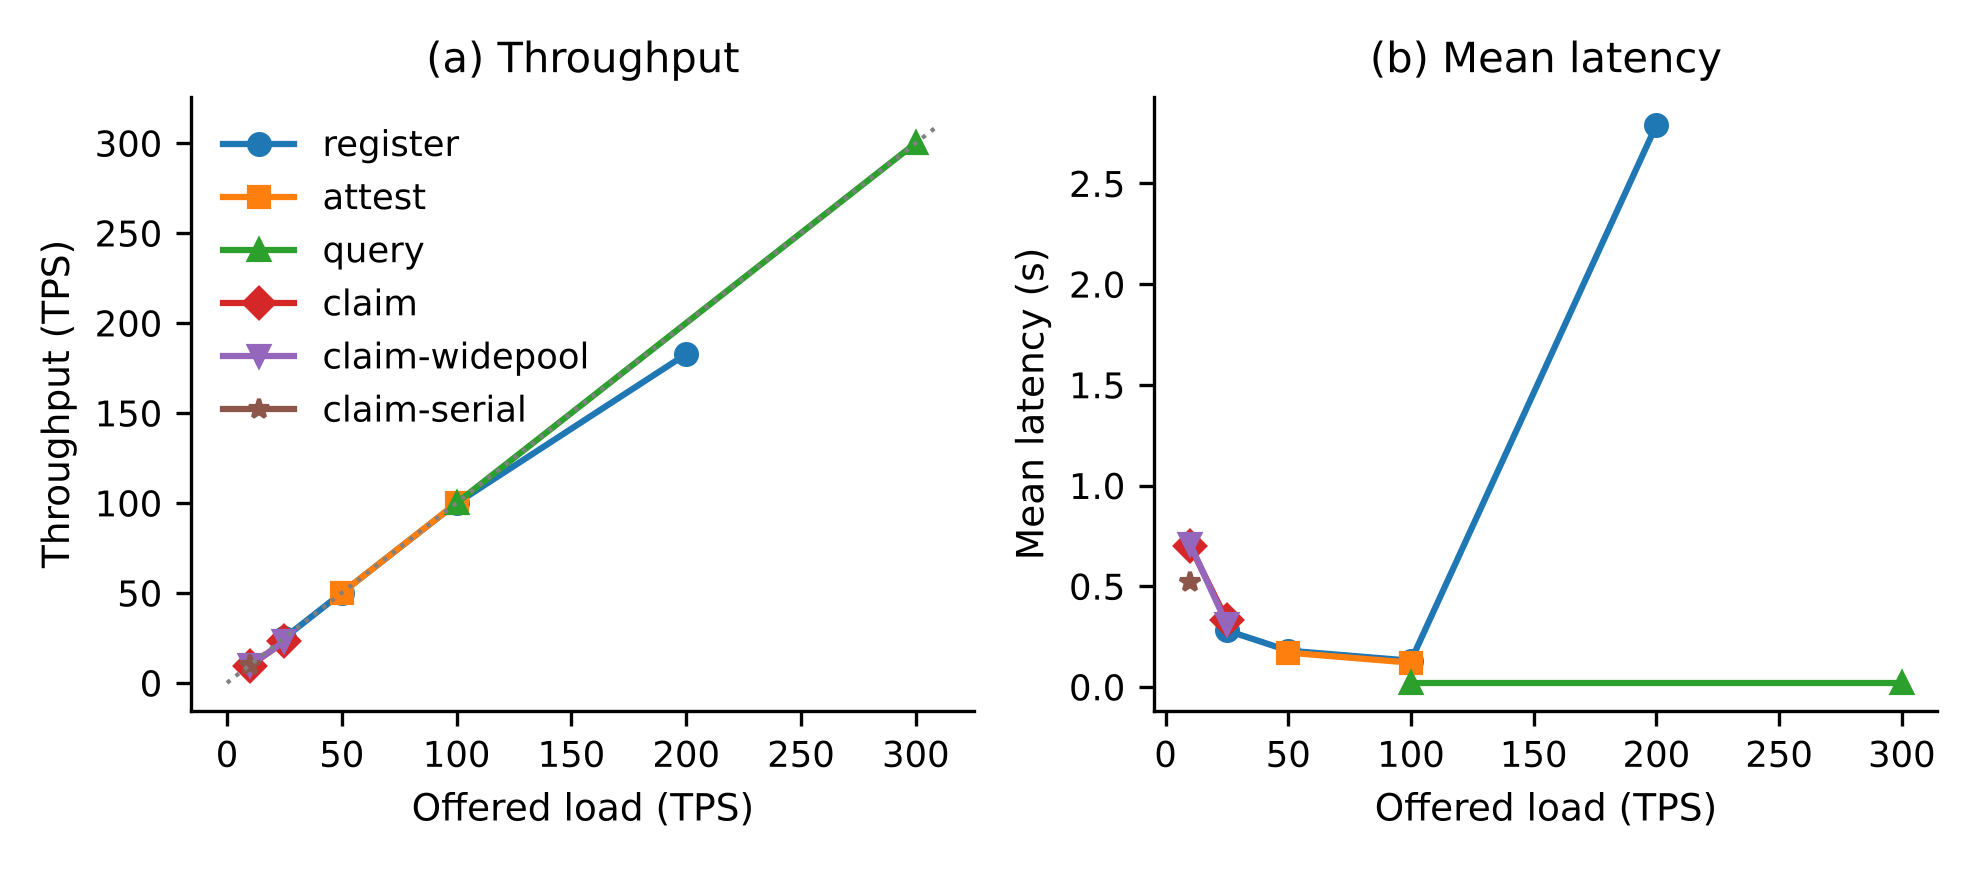 (a) Throughput
Throughput (TPS)
300
250
200
150
100
50
0
register
attest
query
claim
claim-widepool
claim-serial
0 50 100 150 200 250 300
Offered load (TPS)
(b) Mean latency
Mean latency (s)
2.5
2.0
1.5
1.0
0.5
0.0
0 50 100 150 200 250 300
Offered load (TPS)